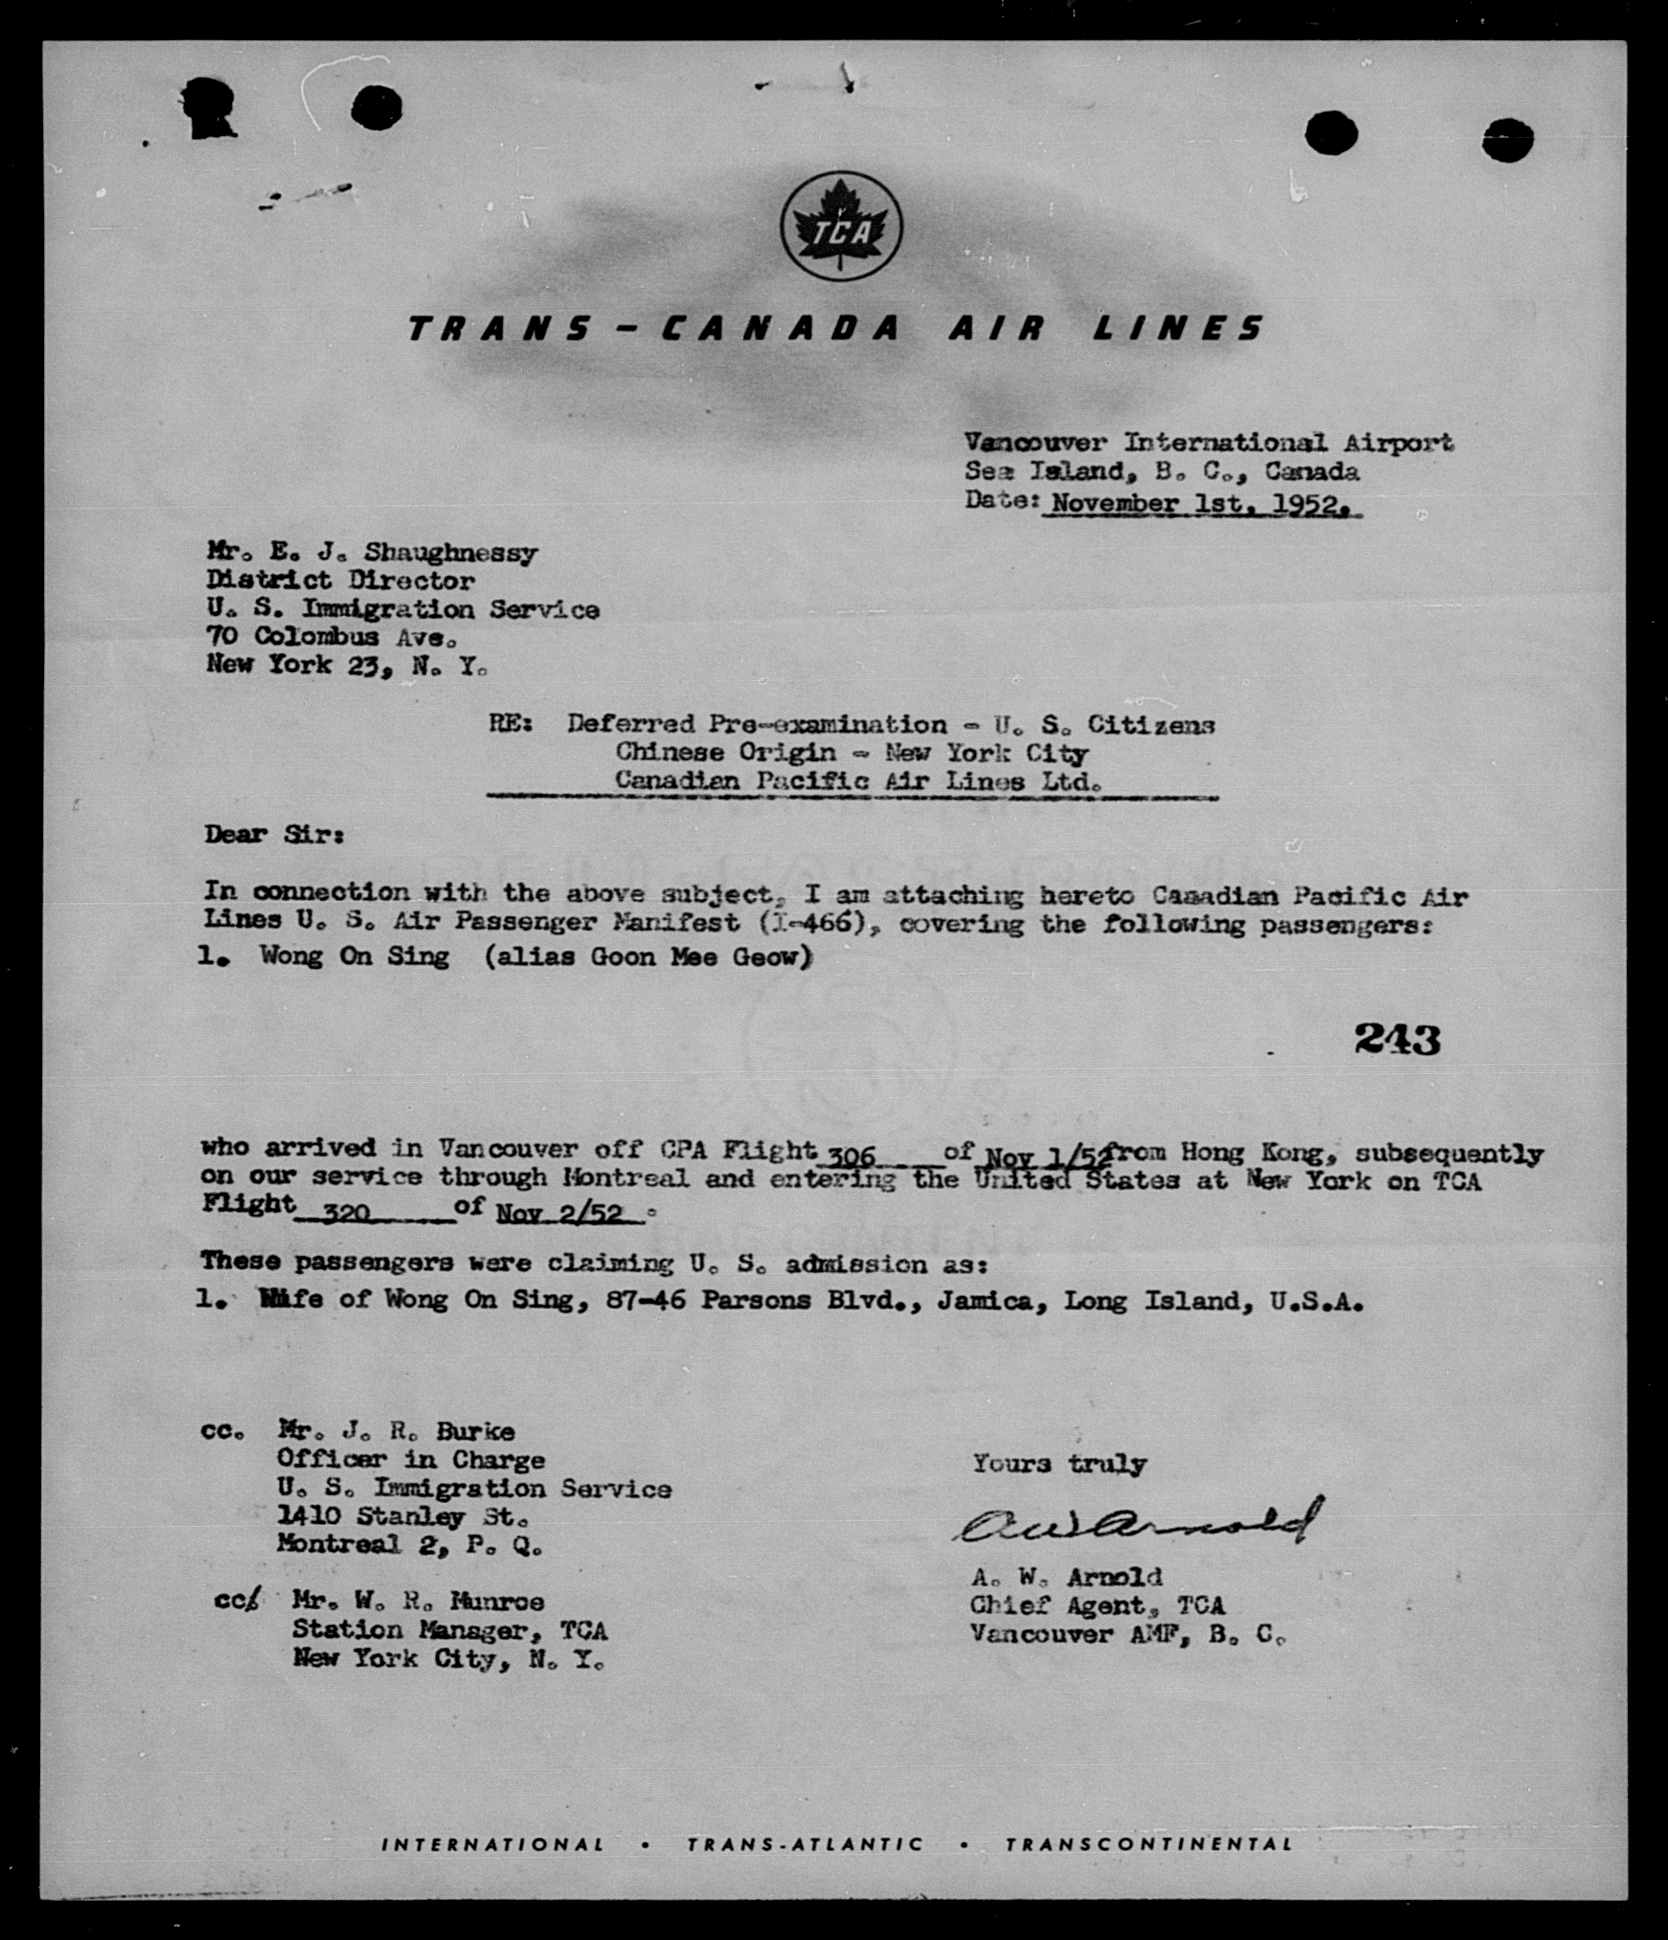 TCA
TRANS-CANADA AIR LINES
Vancouver International Airport
Sea Island, B. C., Canada
Date: November 1st, 1952.
Mr. E. J. Shaughnessy
District Director
U. S. Immigration Service
70 Colombus Ave.
New York 23, N. Y.
RE: Deferred Pre-examination - U. S. Citizens
Chinese Origin - New York City
Canadian Pacific Air Lines Ltd.
Dear Sir:
In connection with the above subject, I am attaching hereto Canadian Pacific Air
Lines U. S. Air Passenger Manifest (I-466), covering the following passengers:
1. Wong On Sing (alias Goon Mee Geow)
243
who arrived in Vancouver off CPA Flight 306 of Nov 1/52 from Hong Kong, subsequently
on our service through Montreal and entering the United States at New York on TCA
Flight 320 of Nov 2/52.
These passengers were claiming U. S. admission as:
1. Wife of Wong On Sing, 87-46 Parsons Blvd., Jamica, Long Island, U.S.A.
cc. Mr. J. R. Burke
Officer in Charge
U. S. Immigration Service
1410 Stanley St.
Montreal 2, P. Q.
cc. Mr. W. R. Munroe
Station Manager, TCA
New York City, N. Y.
Yours truly
AW Arnold
A. W. Arnold
Chief Agent, TCA
Vancouver AMF, B. C.
INTERNATIONAL • TRANS-ATLANTIC • TRANSCONTINENTAL